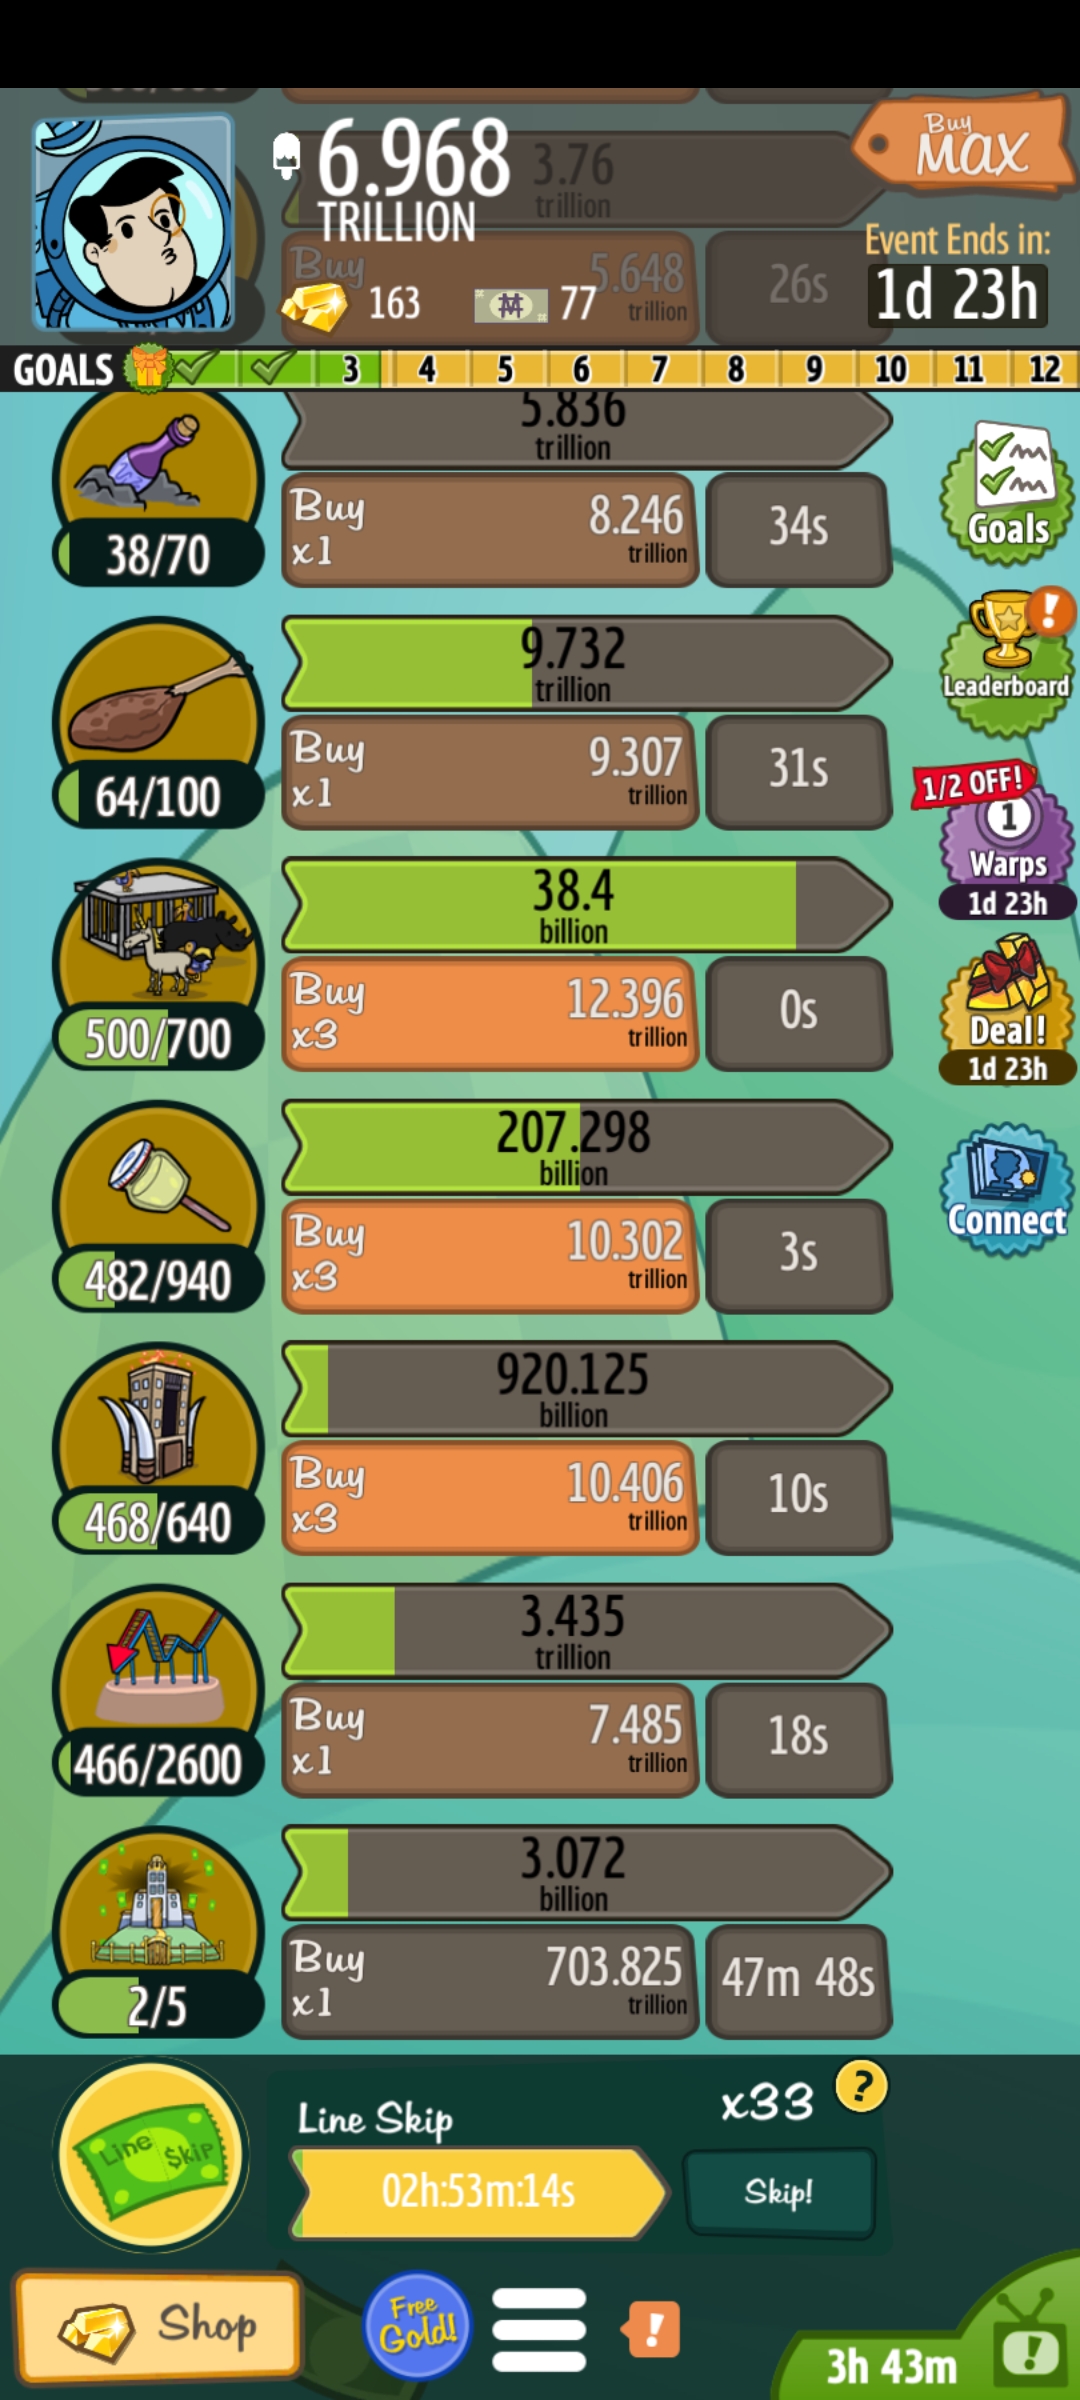 6.968
TRILLION
3.76
trillion
Buy
MAX
Buy
5.648
trillion
26s
163
77
Event Ends in:
1d 23h
GOALS 3 4 5 6 7 8 9 10 11 12
5.836
trillion
38/70
Buy
x1
8.246
trillion
34s
Goals
9.732
trillion
64/100
Buy
x1
9.307
trillion
31s
Leaderboard
1/2 OFF!
1
Warps
1d 23h
38.4
billion
500/700
Buy
x3
12.396
trillion
0s
Deal!
1d 23h
207.298
billion
482/940
Buy
x3
10.302
trillion
3s
Connect
920.125
billion
468/640
Buy
x3
10.406
trillion
10s
3.435
trillion
466/2600
Buy
x1
7.485
trillion
18s
3.072
billion
2/5
Buy
x1
703.825
trillion
47m 48s
Line $kip
Line Skip
x33
?
02h:53m:14s
Skip!
Shop
Free
Gold!
!
3h 43m
!